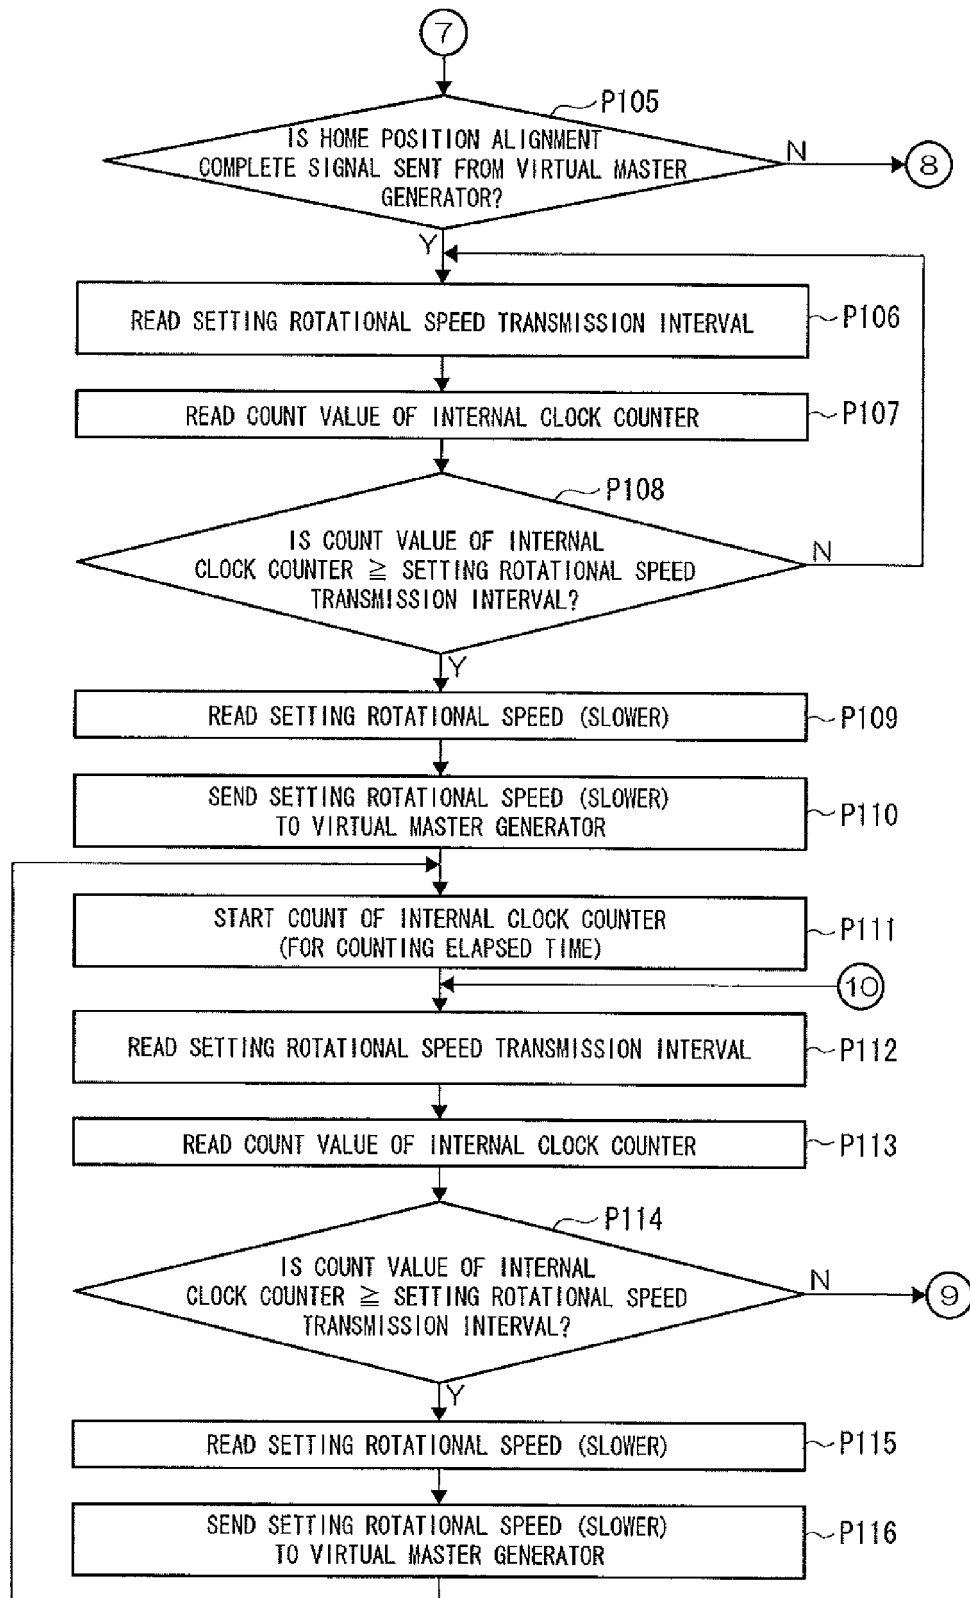 7
P105
IS HOME POSITION ALIGNMENT
COMPLETE SIGNAL SENT FROM VIRTUAL MASTER
GENERATOR?
N
8
Y
READ SETTING ROTATIONAL SPEED TRANSMISSION INTERVAL
P106
READ COUNT VALUE OF INTERNAL CLOCK COUNTER
P107
P108
IS COUNT VALUE OF INTERNAL
CLOCK COUNTER ≧ SETTING ROTATIONAL SPEED
TRANSMISSION INTERVAL?
N
Y
READ SETTING ROTATIONAL SPEED (SLOWER)
P109
SEND SETTING ROTATIONAL SPEED (SLOWER)
TO VIRTUAL MASTER GENERATOR
P110
START COUNT OF INTERNAL CLOCK COUNTER
(FOR COUNTING ELAPSED TIME)
P111
10
READ SETTING ROTATIONAL SPEED TRANSMISSION INTERVAL
P112
READ COUNT VALUE OF INTERNAL CLOCK COUNTER
P113
P114
IS COUNT VALUE OF INTERNAL
CLOCK COUNTER ≧ SETTING ROTATIONAL SPEED
TRANSMISSION INTERVAL?
N
9
Y
READ SETTING ROTATIONAL SPEED (SLOWER)
P115
SEND SETTING ROTATIONAL SPEED (SLOWER)
TO VIRTUAL MASTER GENERATOR
P116